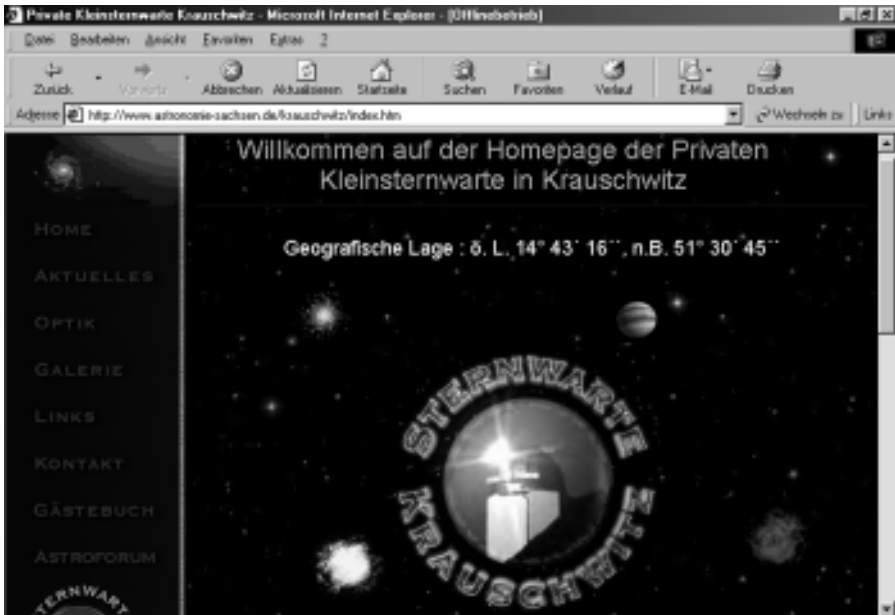 Private Kleinsternwarte Krauschwitz - Microsoft Internet Explorer - [Offlinebetrieb]
Datei Bearbeiten Ansicht Favoriten Extras ?
Zurück Vorwärts Abbrechen Aktualisieren Startseite Suchen Favoriten Verlauf E-Mail Drucken
Adresse http://www.astronomie-sachsen.de/krauschwitz/index.htm Wechseln zu Links
Willkommen auf der Homepage der Privaten
Kleinsternwarte in Krauschwitz
Geografische Lage : ö. L. 14° 43´ 16´´, n.B. 51° 30´ 45´´
HOME
AKTUELLES
OPTIK
GALERIE
LINKS
KONTAKT
GÄSTEBUCH
ASTROFORUM
STERNWARTE
KRAUSCHWITZ